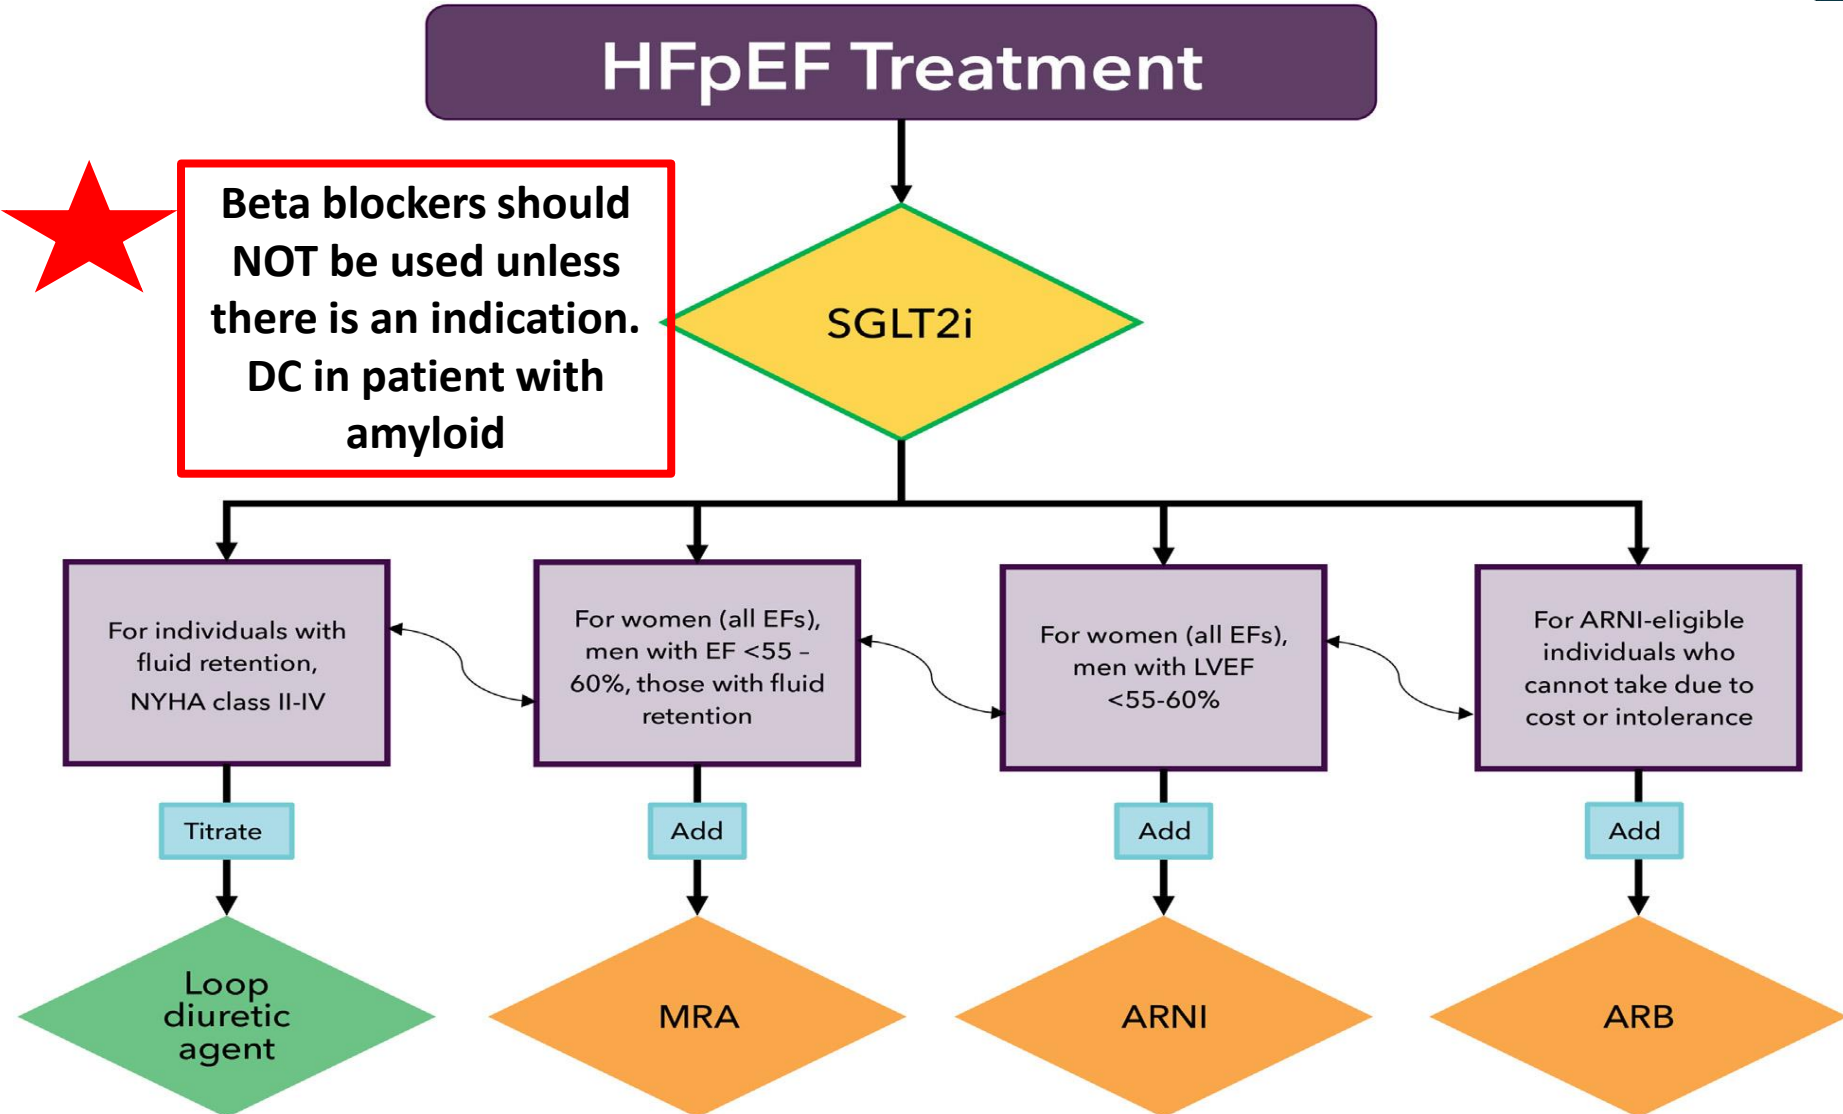 HFpEF Treatment
Beta blockers should
NOT be used unless
there is an indication.
DC in patient with
amyloid
SGLT2i
For individuals with
fluid retention,
NYHA class II-IV
For women (all EFs),
men with EF <55 –
60%, those with fluid
retention
For women (all EFs),
men with LVEF
<55-60%
For ARNI-eligible
individuals who
cannot take due to
cost or intolerance
Titrate
Add
Add
Add
Loop
diuretic
agent
MRA
ARNI
ARB